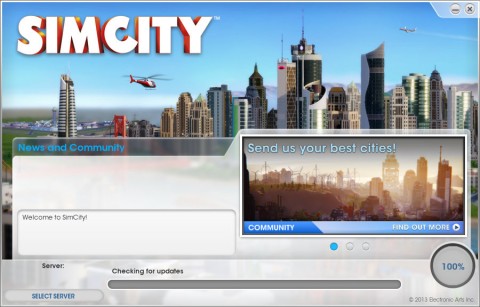 SIMCITY™
News and Community
Send us your best cities!
Welcome to SimCity!
COMMUNITY
FIND OUT MORE
Server:
Checking for updates
100%
SELECT SERVER
© 2013 Electronic Arts Inc.